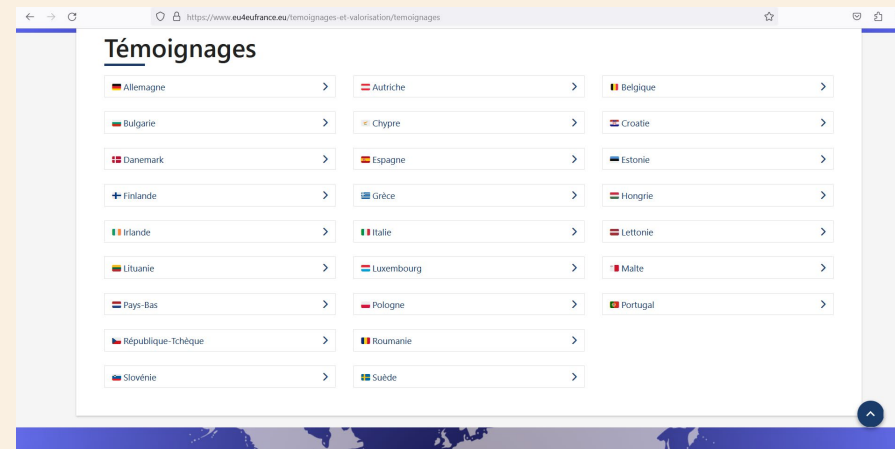 https://www.eu4eufrance.eu/temoignages-et-valorisation/temoignages
Témoignages
Allemagne
Autriche
Belgique
Bulgarie
Chypre
Croatie
Danemark
Espagne
Estonie
Finlande
Grèce
Hongrie
Irlande
Italie
Lettonie
Lituanie
Luxembourg
Malte
Pays-Bas
Pologne
Portugal
République-Tchèque
Roumanie
Slovénie
Suède